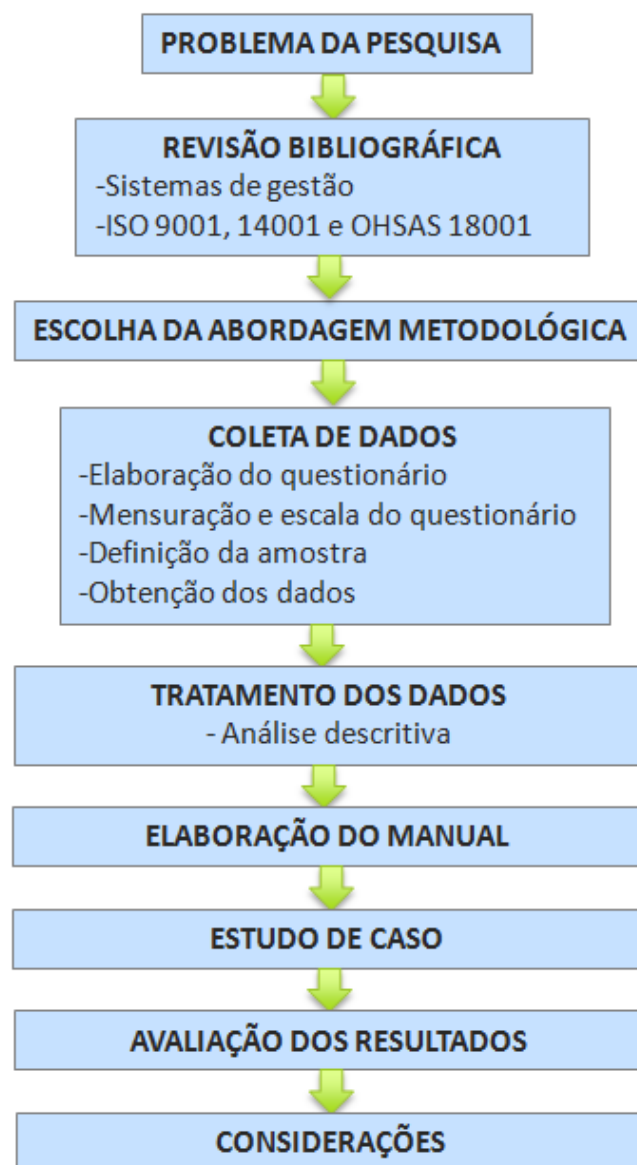 PROBLEMA DA PESQUISA
REVISÃO BIBLIOGRÁFICA
-Sistemas de gestão
-ISO 9001, 14001 e OHSAS 18001
ESCOLHA DA ABORDAGEM METODOLÓGICA
COLETA DE DADOS
-Elaboração do questionário
-Mensuração e escala do questionário
-Definição da amostra
-Obtenção dos dados
TRATAMENTO DOS DADOS
- Análise descritiva
ELABORAÇÃO DO MANUAL
ESTUDO DE CASO
AVALIAÇÃO DOS RESULTADOS
CONSIDERAÇÕES